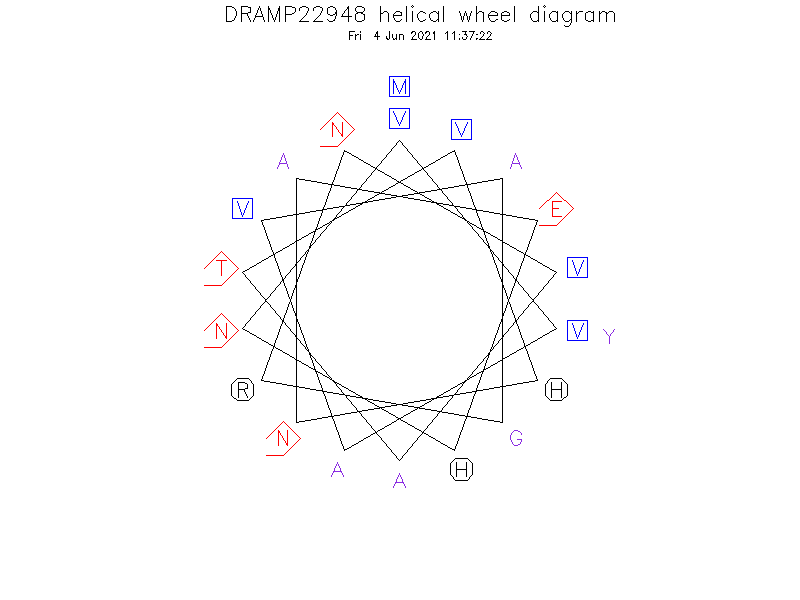 DRAMP22948 helical wheel diagram
Fri 4 Jun 2021 11:37:22
M
N V V
A A
V E
T V
N V Y
R H
N G
A H
A